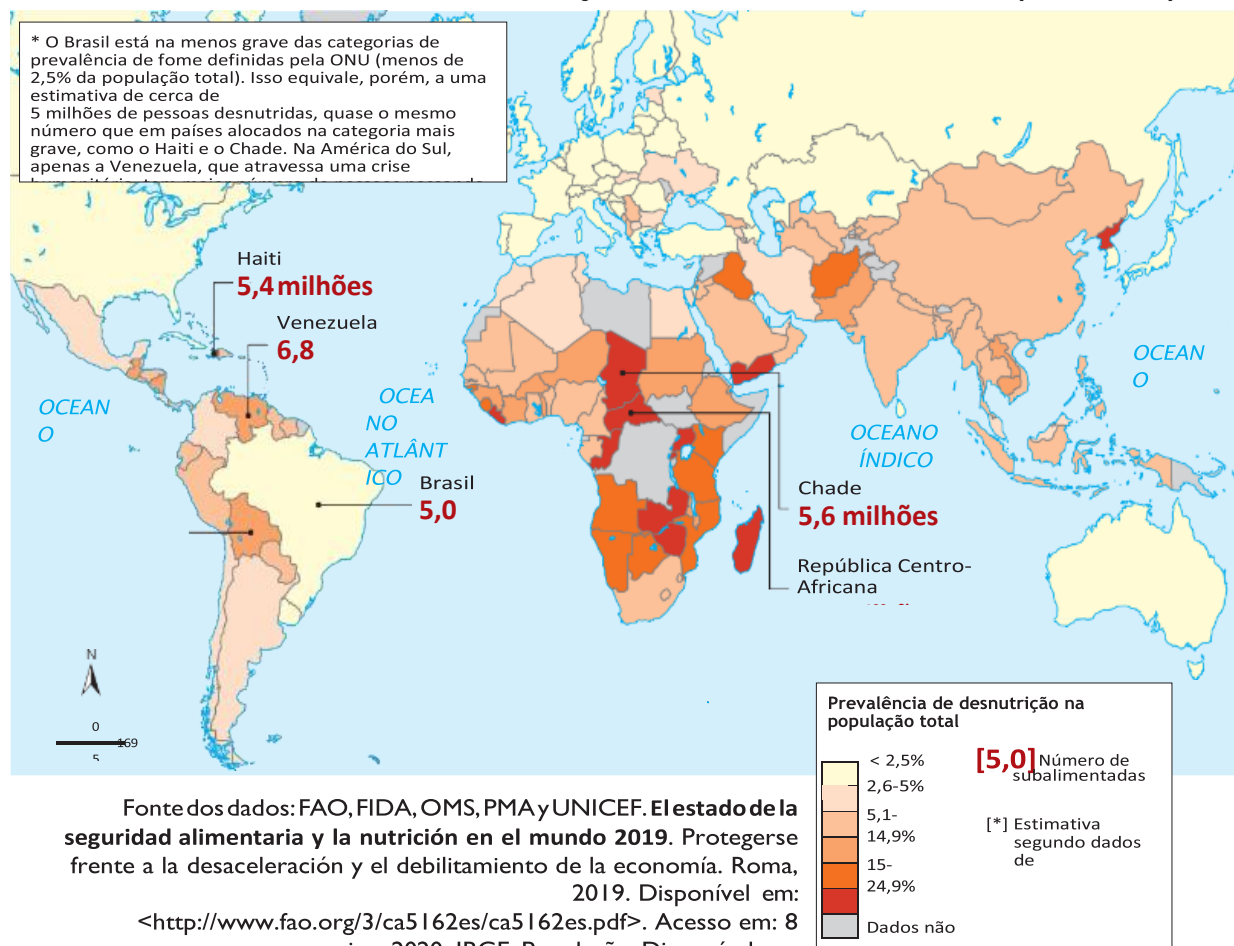 * O Brasil está na menos grave das categorias de
prevalência de fome definidas pela ONU (menos de
2,5% da população total). Isso equivale, porém, a uma
estimativa de cerca de
5 milhões de pessoas desnutridas, quase o mesmo
número que em países alocados na categoria mais
grave, como o Haiti e o Chade. Na América do Sul,
apenas a Venezuela, que atravessa uma crise
Haiti
5,4 milhões
Venezuela
6,8
OCEAN
O
OCEA
NO
ATLÂNT
ICO
Brasil
5,0
OCEANO
ÍNDICO
OCEAN
O
Chade
5,6 milhões
República Centro-
Africana
N
0
169
5
Prevalência de desnutrição na
população total
< 2,5%
2,6-5%
5,1-
14,9%
15-
24,9%
Dados não
[5,0] Número de
subalimentadas
[*] Estimativa
segundo dados
de
Fonte dos dados: FAO, FIDA, OMS, PMA y UNICEF. El estado de la
seguridad alimentaria y la nutrición en el mundo 2019. Protegerse
frente a la desaceleración y el debilitamiento de la economía. Roma,
2019. Disponível em:
<http://www.fao.org/3/ca5162es/ca5162es.pdf>. Acesso em: 8